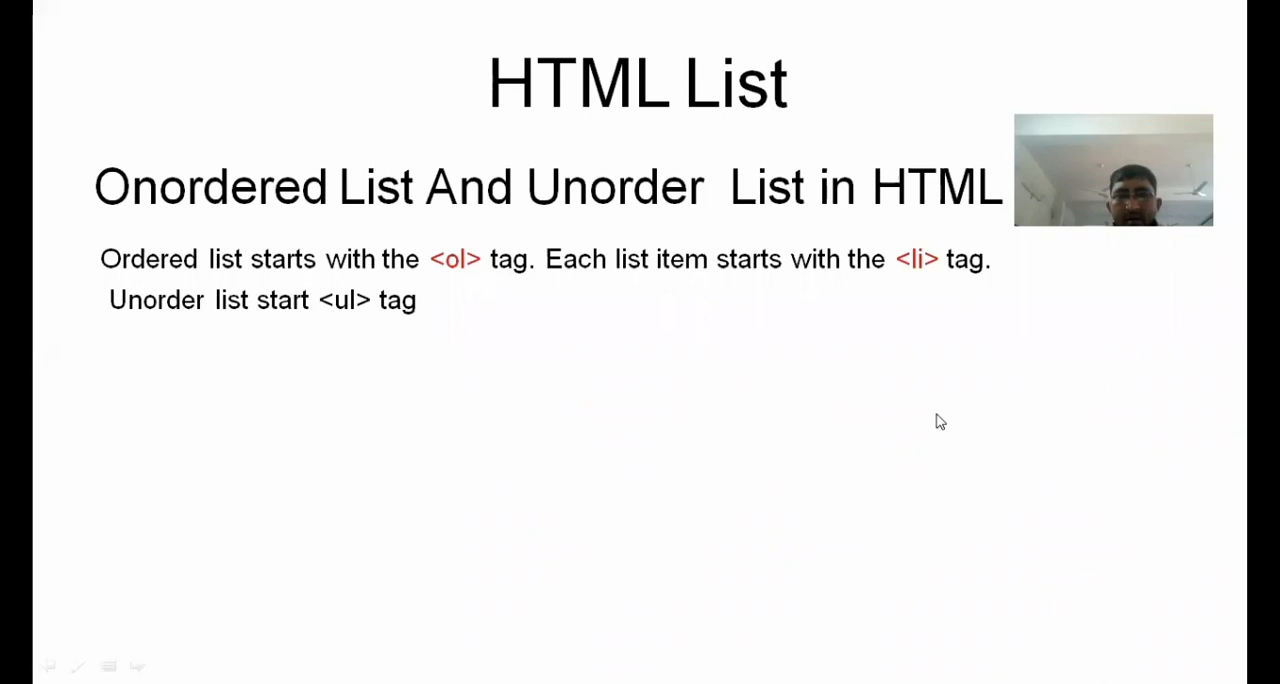 HTML List
Onordered List And Unorder List in HTML
Ordered list starts with the <ol> tag. Each list item starts with the <li> tag.
Unorder list start <ul> tag